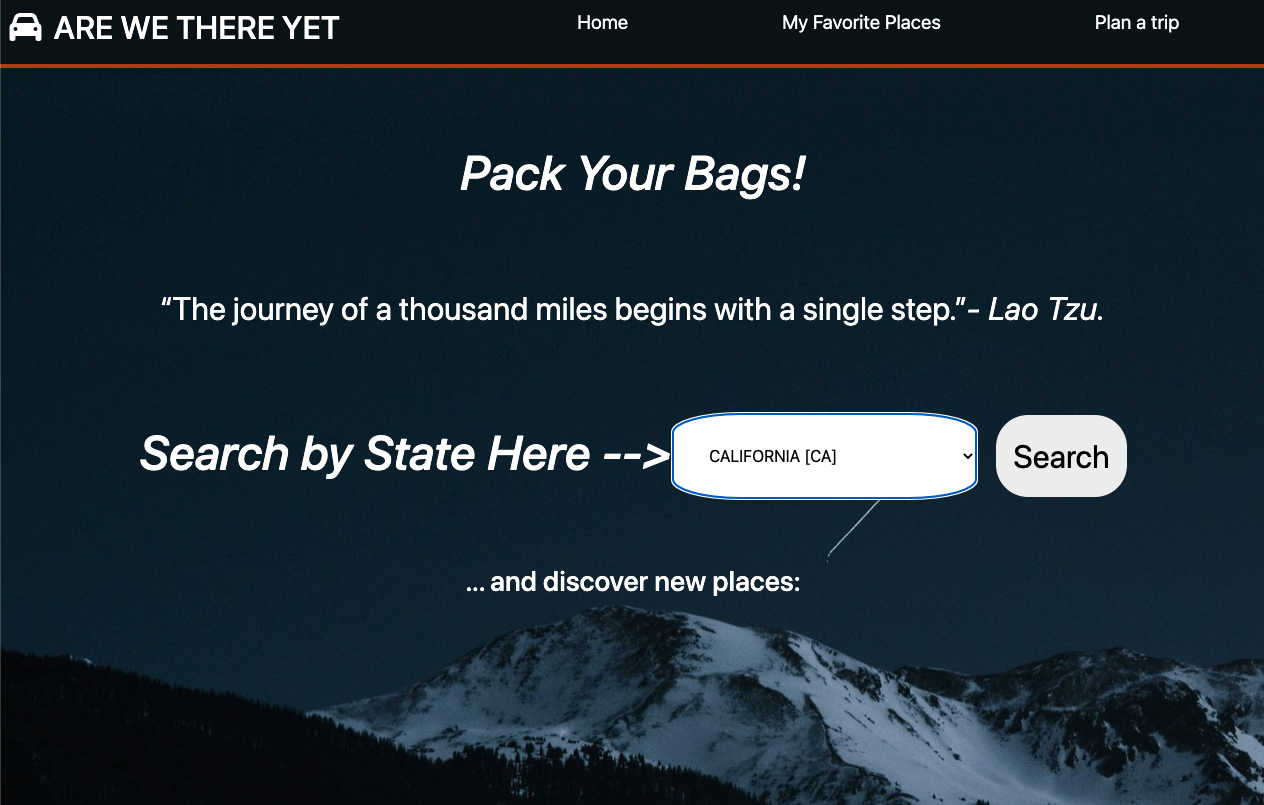 ARE WE THERE YET Home My Favorite Places Plan a trip
Pack Your Bags!
“The journey of a thousand miles begins with a single step.”- Lao Tzu.
Search by State Here --> CALIFORNIA [CA] Search
... and discover new places: